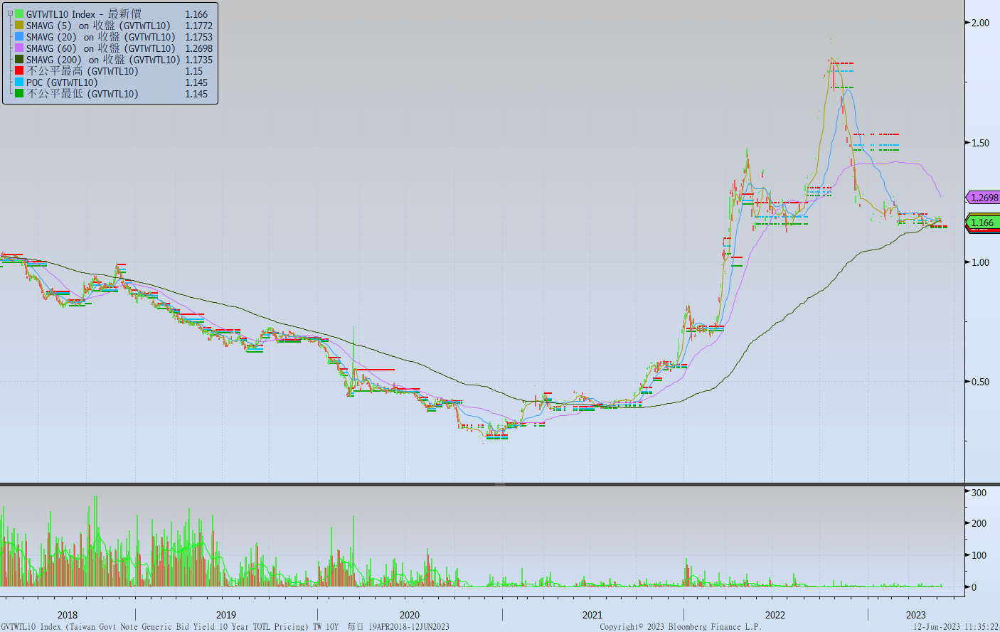 GVTWTL10 Index - 最新價 1.166
SMAVG (5) on 收盤 (GVTWTL10) 1.1772
SMAVG (20) on 收盤 (GVTWTL10) 1.1753
SMAVG (60) on 收盤 (GVTWTL10) 1.2698
SMAVG (200) on 收盤 (GVTWTL10) 1.1735
不公平最高 (GVTWTL10) 1.15
POC (GVTWTL10) 1.145
不公平最低 (GVTWTL10) 1.145
2.00
1.50
1.2698
1.166
1.00
0.50
300
200
100
0
2018 2019 2020 2021 2022 2023
GVTWTL10 Index (Taiwan Govt Note Generic Bid Yield 10 Year TOTL Pricing) TW 10Y 每日 19APR2018-12JUN2023 Copyright© 2023 Bloomberg Finance L.P. 12-Jun-2023 11:35:22